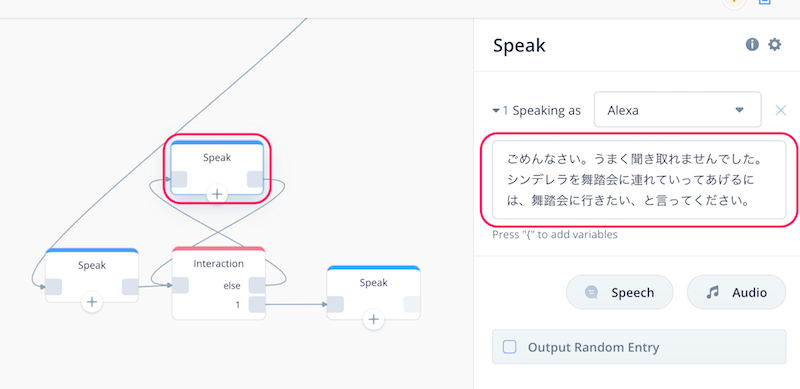 Speak
Speak
1 Speaking as
Alexa
ごめんなさい。うまく聞き取れませんでした。
シンデレラを舞踏会に連れていってあげるに
は、舞踏会に行きたい、と言ってください。
Press "{" to add variables
Speak
Interaction
else
1
Speak
Speech
Audio
Output Random Entry